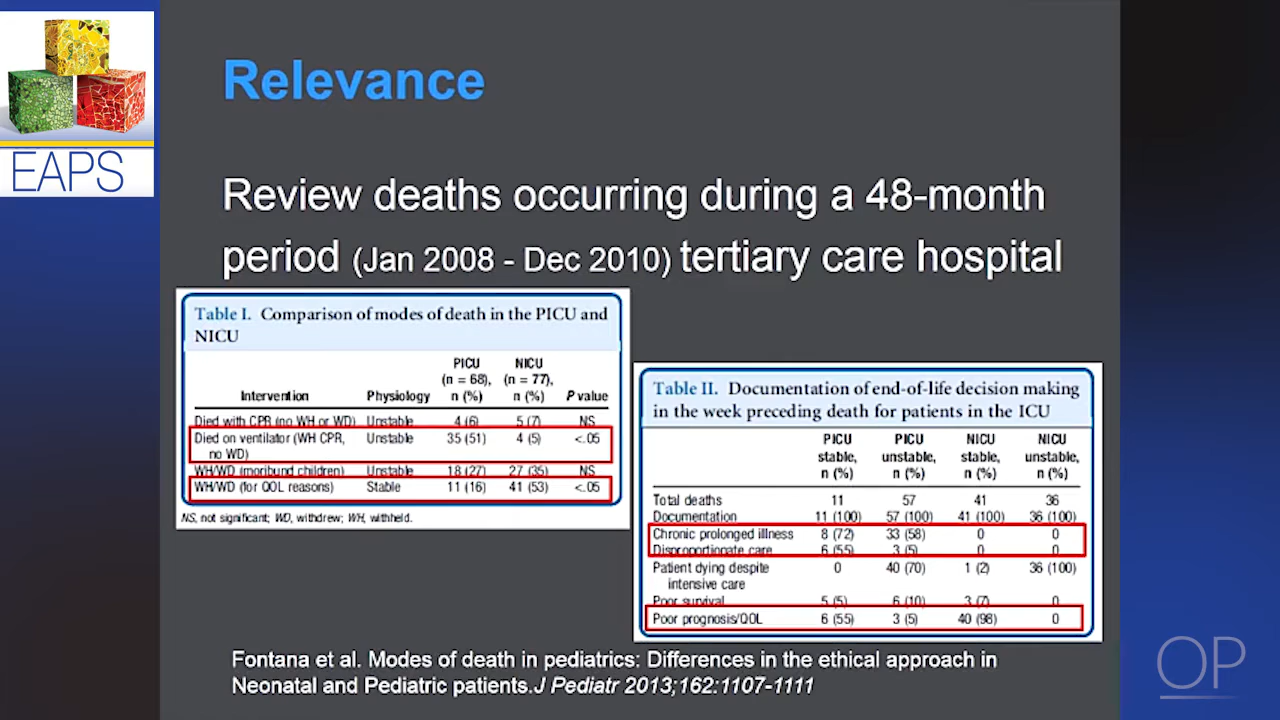 EAPS
Relevance
Review deaths occurring during a 48-month
period (Jan 2008 - Dec 2010) tertiary care hospital
Table I. Comparison of modes of death in the PICU and
NICU
PICU NICU
(n = 68), (n = 77),
Intervention Physiology n (%) n (%) P value
Died with CPR (no WH or WD) Unstable 4 (6) 5 (7) NS
Died on ventilator (WH CPR, Unstable 35 (51) 4 (5) <.05
no WD)
WH/WD (moribund children) Unstable 18 (27) 27 (35) NS
WH/WD (for QOL reasons) Stable 11 (16) 41 (53) <.05
NS, not significant; WD, withdrew; WH, withheld.
Table II. Documentation of end-of-life decision making
in the week preceding death for patients in the ICU
PICU PICU NICU NICU
stable, unstable, stable, unstable,
n (%) n (%) n (%) n (%)
Total deaths 11 57 41 36
Documentation 11 (100) 57 (100) 41 (100) 36 (100)
Chronic prolonged illness 8 (72) 33 (58) 0 0
Disproportionate care 6 (55) 3 (5) 0 0
Patient dying despite 0 40 (70) 1 (2) 36 (100)
intensive care
Poor survival 5 (5) 6 (10) 3 (7) 0
Poor prognosis/QOL 6 (55) 3 (5) 40 (98) 0
Fontana et al. Modes of death in pediatrics: Differences in the ethical approach in
Neonatal and Pediatric patients.J Pediatr 2013;162:1107-1111
OP